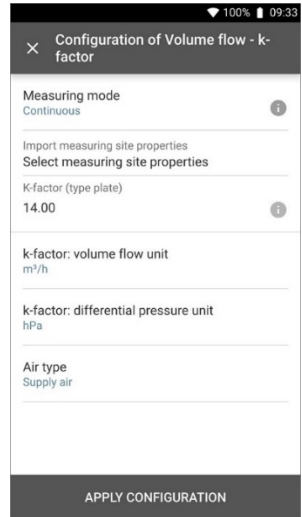 100% 09:33
Configuration of Volume flow - k-
factor
Measuring mode
Continuous
Import measuring site properties
Select measuring site properties
K-factor (type plate)
14.00
k-factor: volume flow unit
m³/h
k-factor: differential pressure unit
hPa
Air type
Supply air
APPLY CONFIGURATION